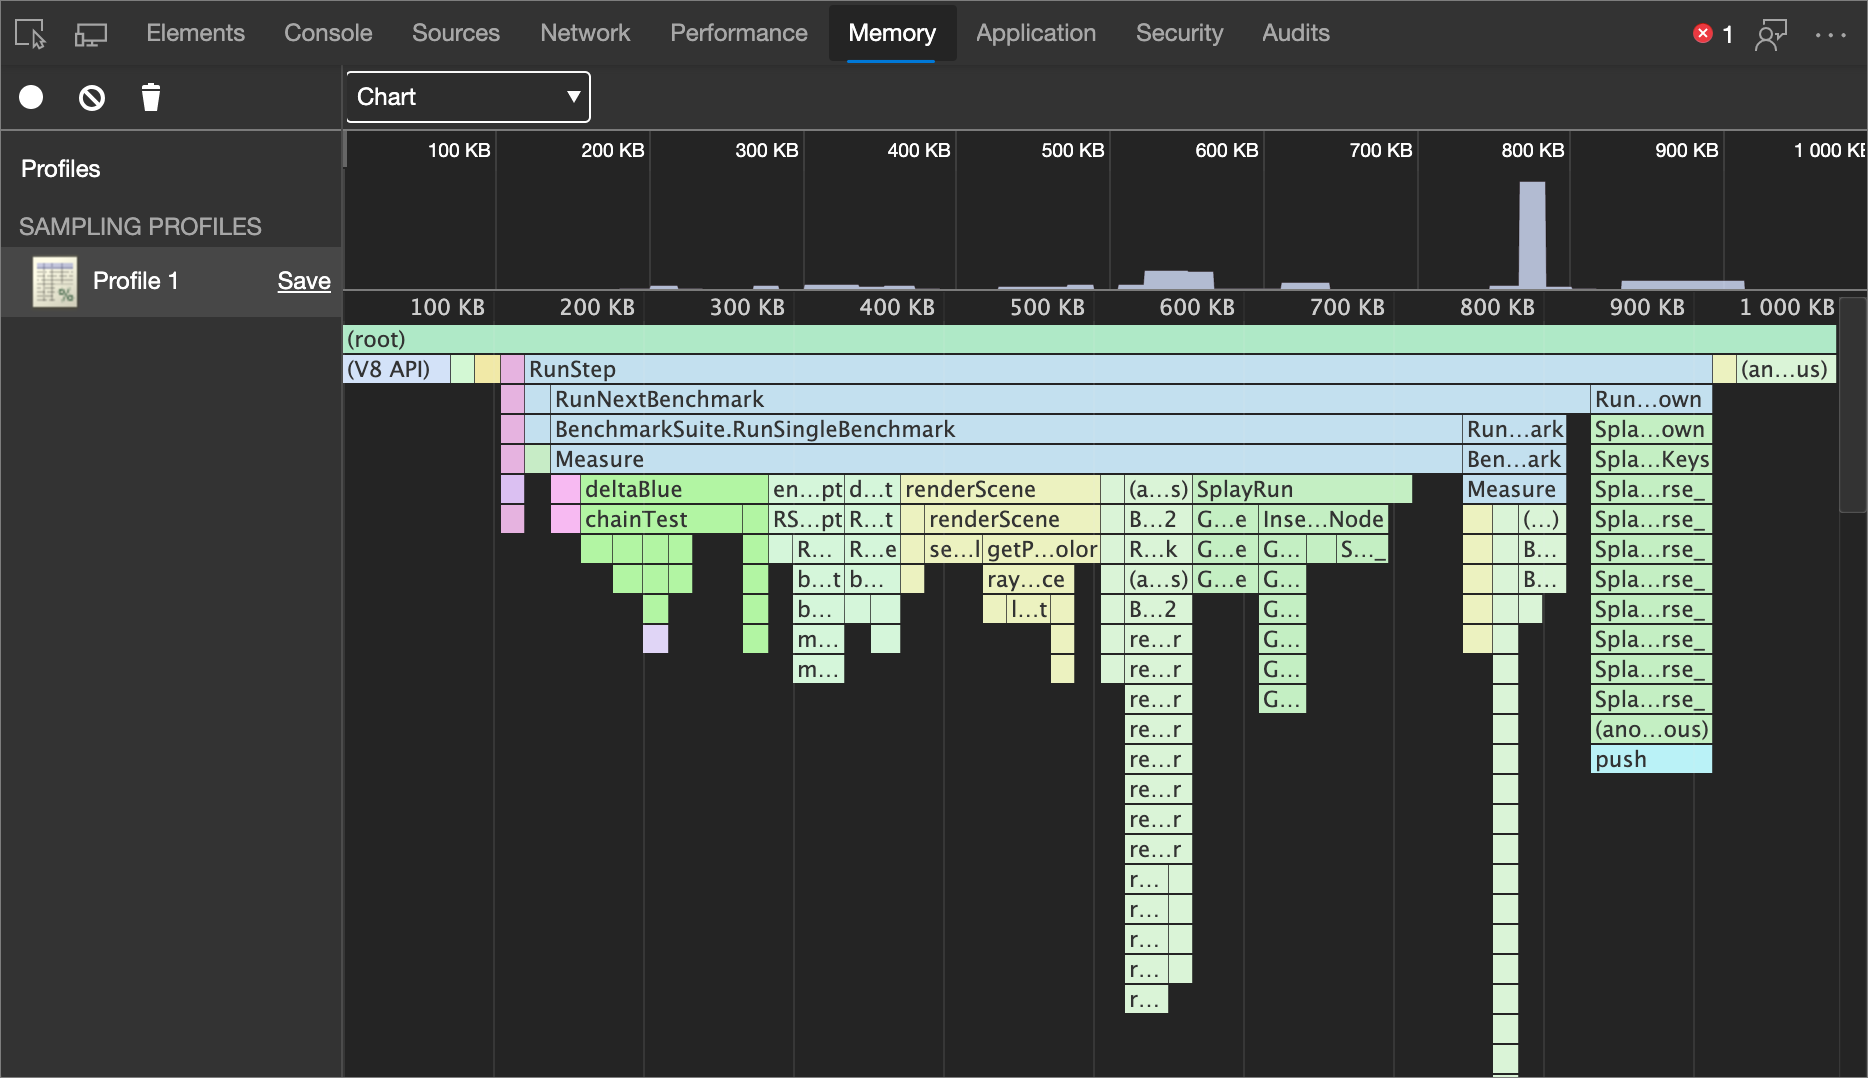 Elements Console Sources Network Performance Memory Application Security Audits 1
Chart
Profiles
SAMPLING PROFILES
Profile 1 Save
100 KB 200 KB 300 KB 400 KB 500 KB 600 KB 700 KB 800 KB 900 KB 1 000 KB
100 KB 200 KB 300 KB 400 KB 500 KB 600 KB 700 KB 800 KB 900 KB 1 000 KB
(root)
(V8 API) RunStep (an…us)
RunNextBenchmark Run…own
BenchmarkSuite.RunSingleBenchmark Run…ark Spla…own
Measure Ben…ark Spla…Keys
deltaBlue en…pt d…t renderScene (a…s) SplayRun Measure Spla…rse_
chainTest RS…pt R…t renderScene B…2 G…e Inse…Node (…) Spla…rse_
R… R…e se…l getP…olor R…k G…e G… S…_ B… Spla…rse_
b…t b… ray…ce (a…s) G…e G… B… Spla…rse_
b… l…t B…2 G… Spla…rse_
m… re…r G… Spla…rse_
m… re…r G… Spla…rse_
re…r G… Spla…rse_
re…r (ano…ous)
re…r push
re…r
re…r
re…r
r…
r…
r…
r…
r…